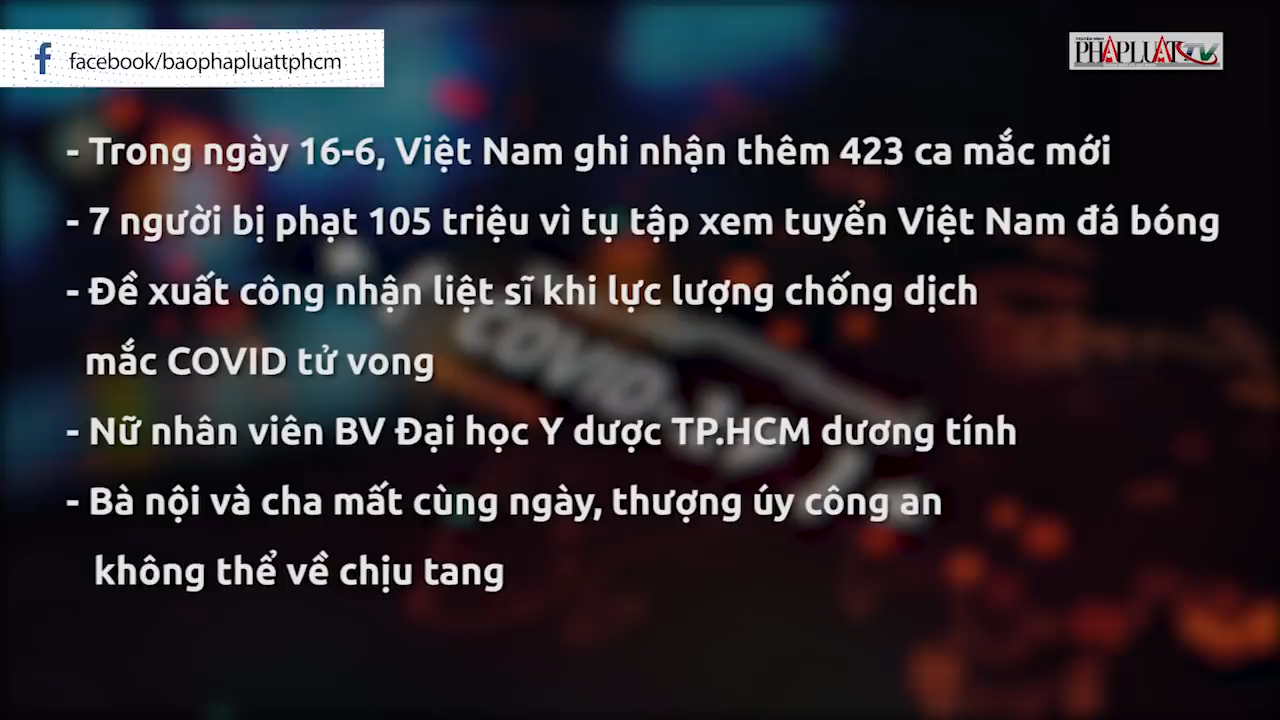 facebook/baophapluattphcm
PHAPLUAT TV
- Trong ngày 16-6, Việt Nam ghi nhận thêm 423 ca mắc mới
- 7 người bị phạt 105 triệu vì tụ tập xem tuyển Việt Nam đá bóng
- Đề xuất công nhận liệt sĩ khi lực lượng chống dịch
mắc COVID tử vong
- Nữ nhân viên BV Đại học Y dược TP.HCM dương tính
- Bà nội và cha mất cùng ngày, thượng úy công an
không thể về chịu tang
COVID-19